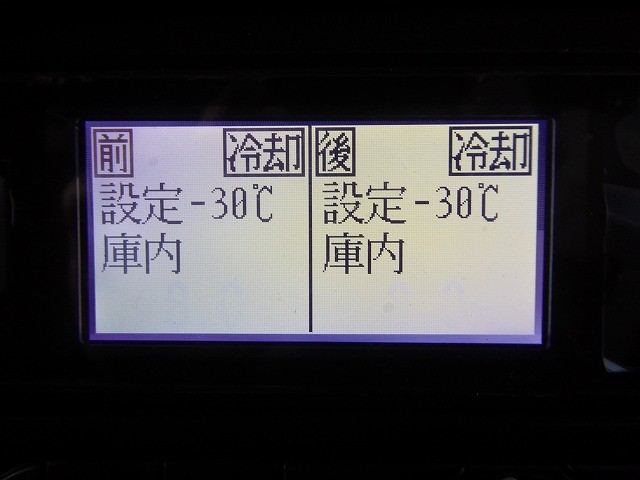 前 冷却
設定 -30℃
庫内
後 冷却
設定 -30℃
庫内